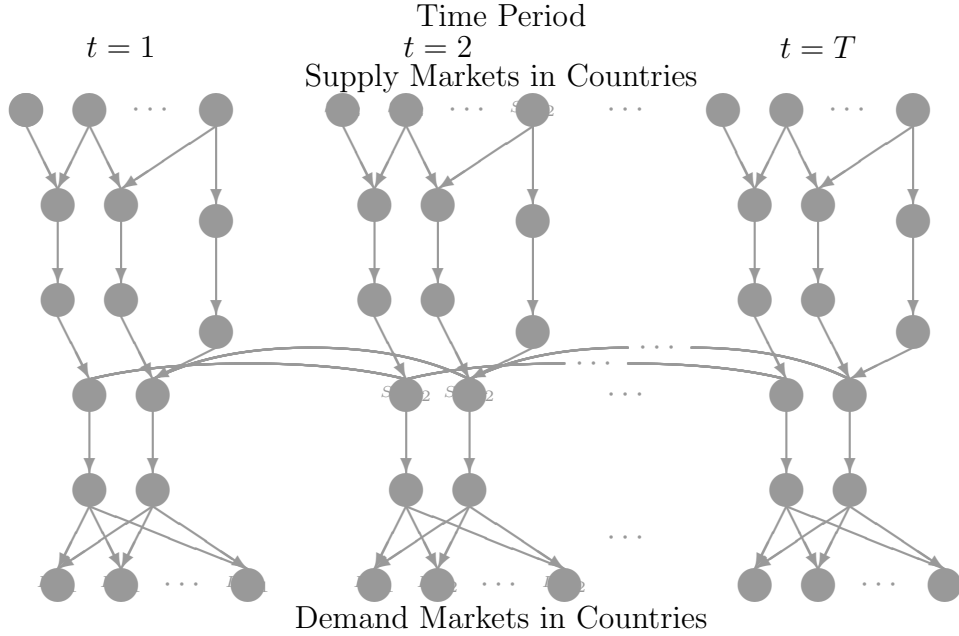 Time Period
t = 1 t = 2 t = T
Supply Markets in Countries
··· ··· ··· ···
···
···
···
···
··· ··· ···
Demand Markets in Countries